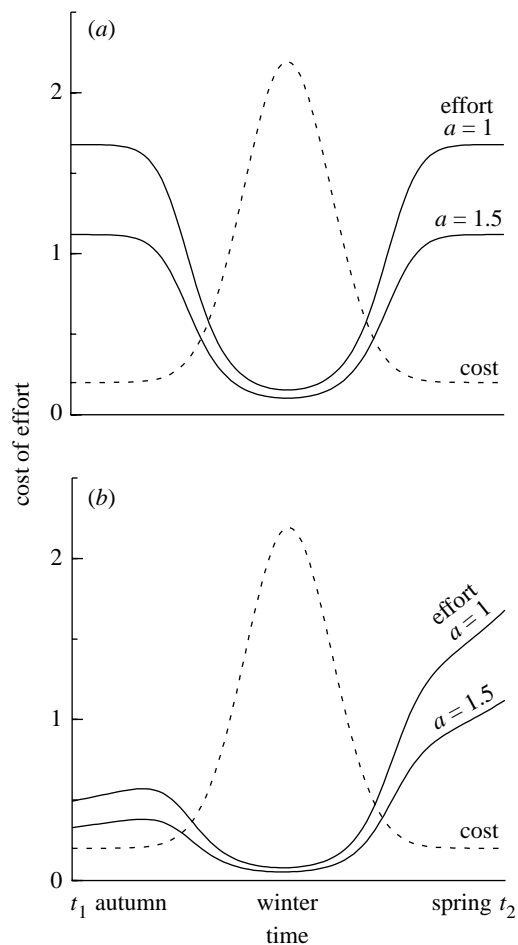 (a)
2
effort
a = 1
a = 1.5
1
cost
0
cost of effort
(b)
2
effort
a = 1
a = 1.5
1
cost
0
t1 autumn winter spring t2
time